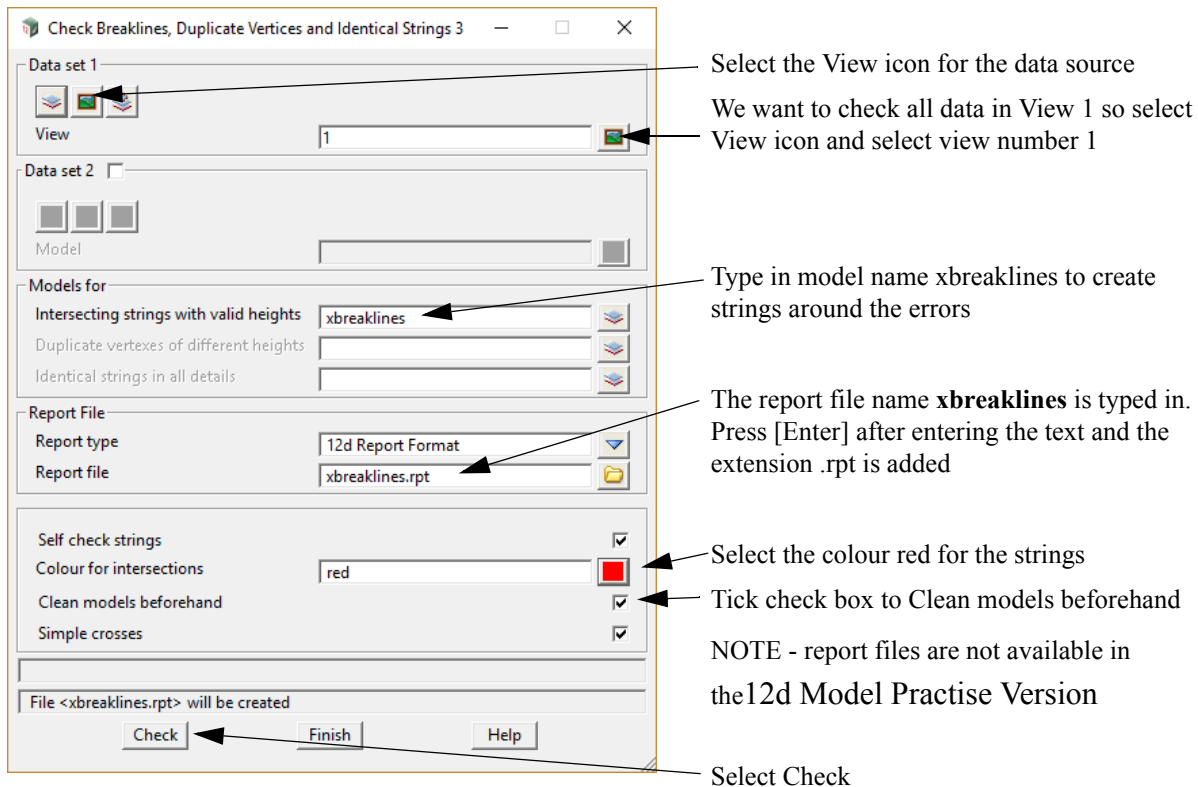 Check Breaklines, Duplicate Vertices and Identical Strings 3
Data set 1
View
1
Data set 2
Model
Models for
Intersecting strings with valid heights
xbreaklines
Duplicate vertexes of different heights
Identical strings in all details
Report File
Report type
12d Report Format
Report file
xbreaklines.rpt
Self check strings
Colour for intersections
red
Clean models beforehand
Simple crosses
File <xbreaklines.rpt> will be created
Check
Finish
Help
Select the View icon for the data source
We want to check all data in View 1 so select
View icon and select view number 1
Type in model name xbreaklines to create
strings around the errors
The report file name xbreaklines is typed in.
Press [Enter] after entering the text and the
extension .rpt is added
Select the colour red for the strings
Tick check box to Clean models beforehand
NOTE - report files are not available in
the12d Model Practise Version
Select Check